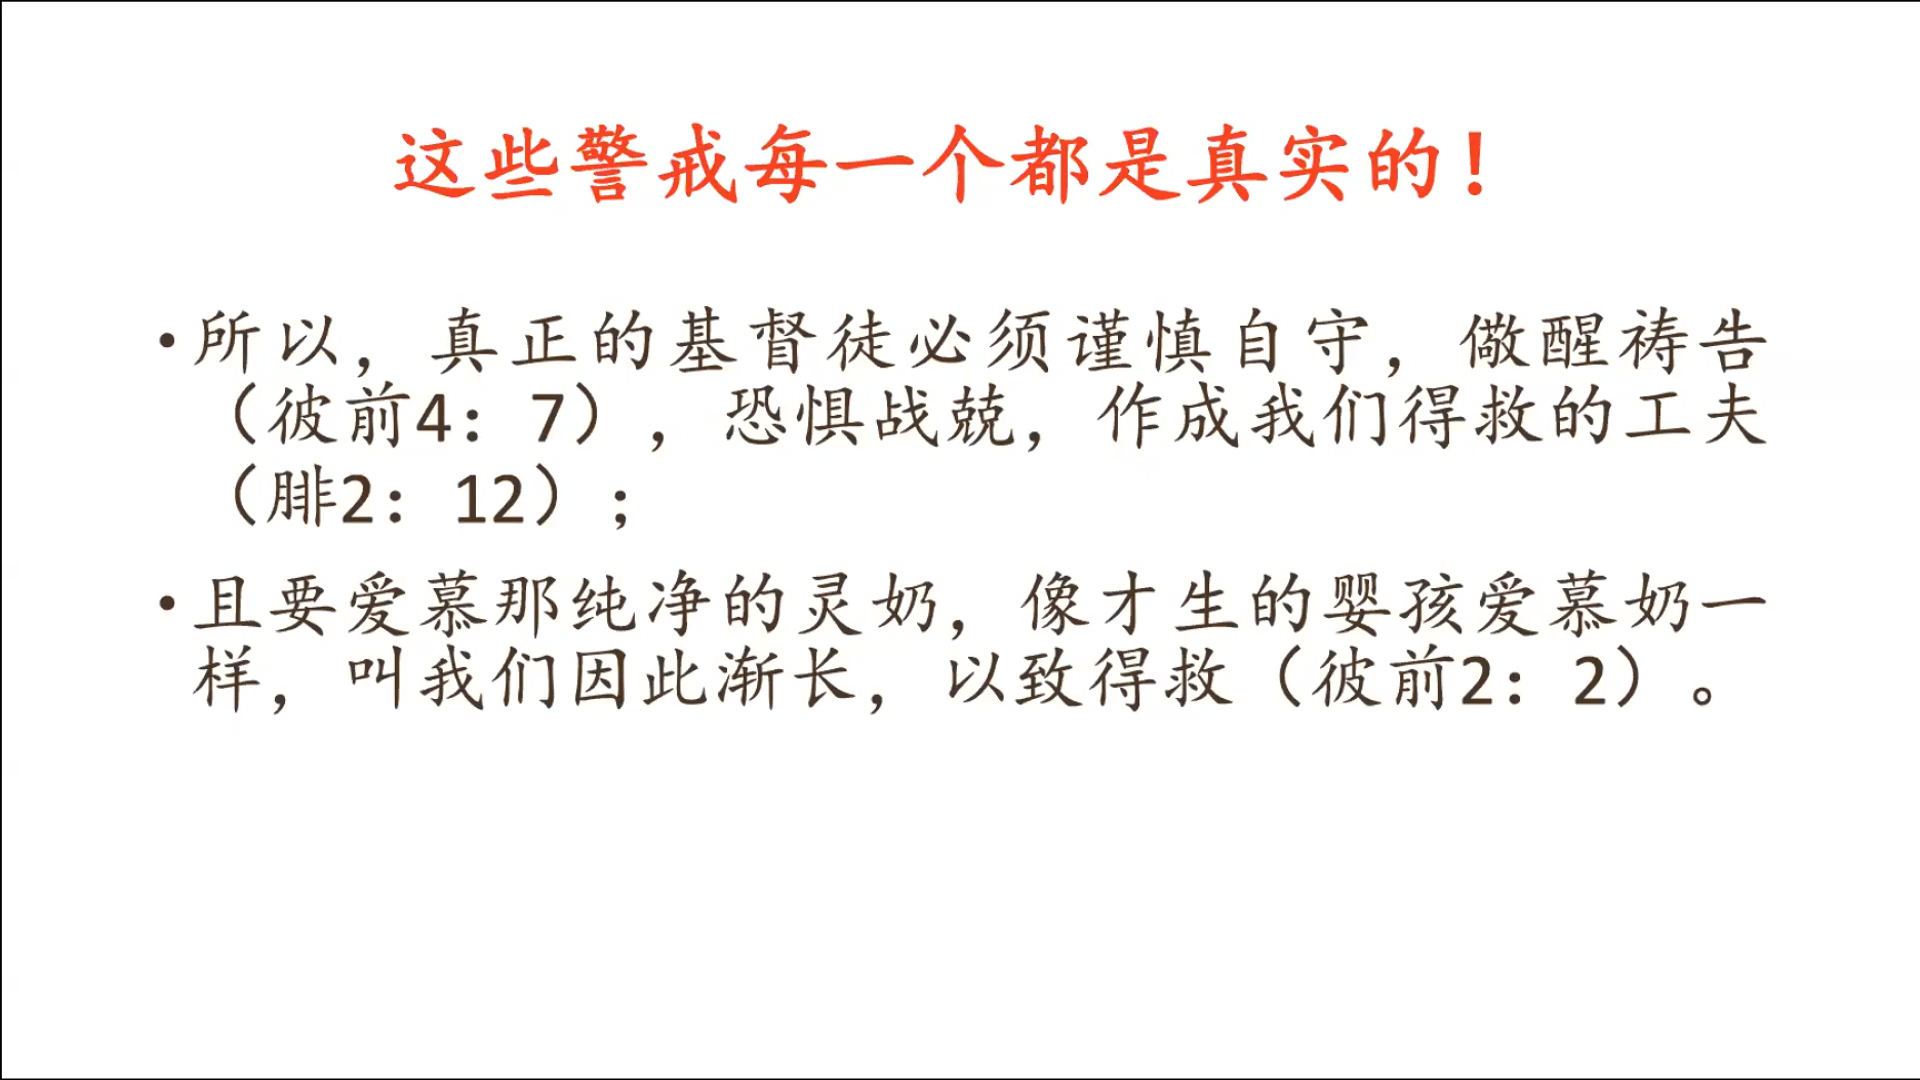 这些警戒每一个都是真实的！
•所以，真正的基督徒必须谨慎自守，儆醒祷告
（彼前4：7），恐惧战兢，作成我们得救的工夫
（腓2：12）；
•且要爱慕那纯净的灵奶，像才生的婴孩爱慕奶一
样，叫我们因此渐长，以致得救（彼前2：2）。